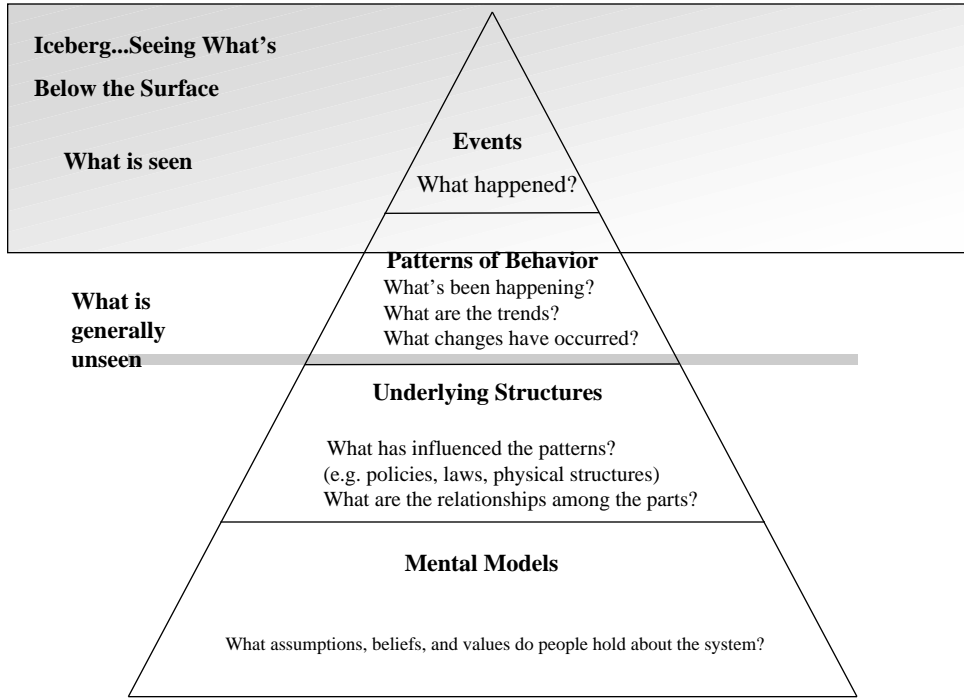 Iceberg...Seeing What's
Below the Surface
What is seen
Events
What happened?
Patterns of Behavior
What's been happening?
What are the trends?
What changes have occurred?
What is
generally
unseen
Underlying Structures
What has influenced the patterns?
(e.g. policies, laws, physical structures)
What are the relationships among the parts?
Mental Models
What assumptions, beliefs, and values do people hold about the system?